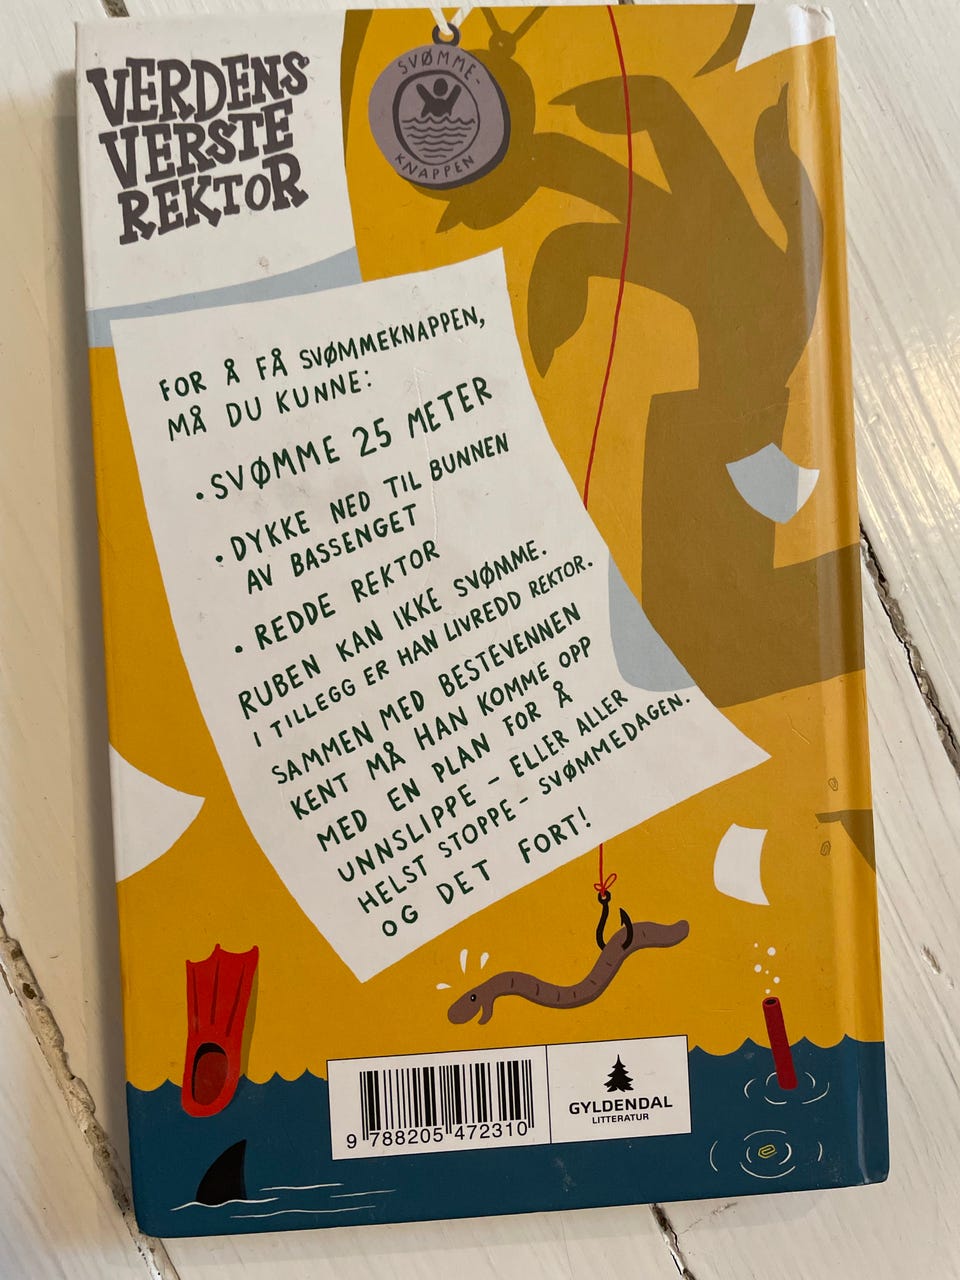 VERDENS
VERSTE
REKTOR
SVØMME-
KNAPPEN
FOR Å FÅ SVØMMEKNAPPEN,
MÅ DU KUNNE:
• SVØMME 25 METER
• DYKKE NED TIL BUNNEN
AV BASSENGET
• REDDE REKTOR
RUBEN KAN IKKE SVØMME.
I TILLEGG ER HAN LIVREDD REKTOR.
SAMMEN MED BESTEVENNEN
KENT MÅ HAN KOMME OPP
MED EN PLAN FOR Å
UNNSLIPPE – ELLER ALLER
HELST STOPPE – SVØMMEDAGEN.
OG DET FORT!
9 788205 472310
GYLDENDAL
LITTERATUR